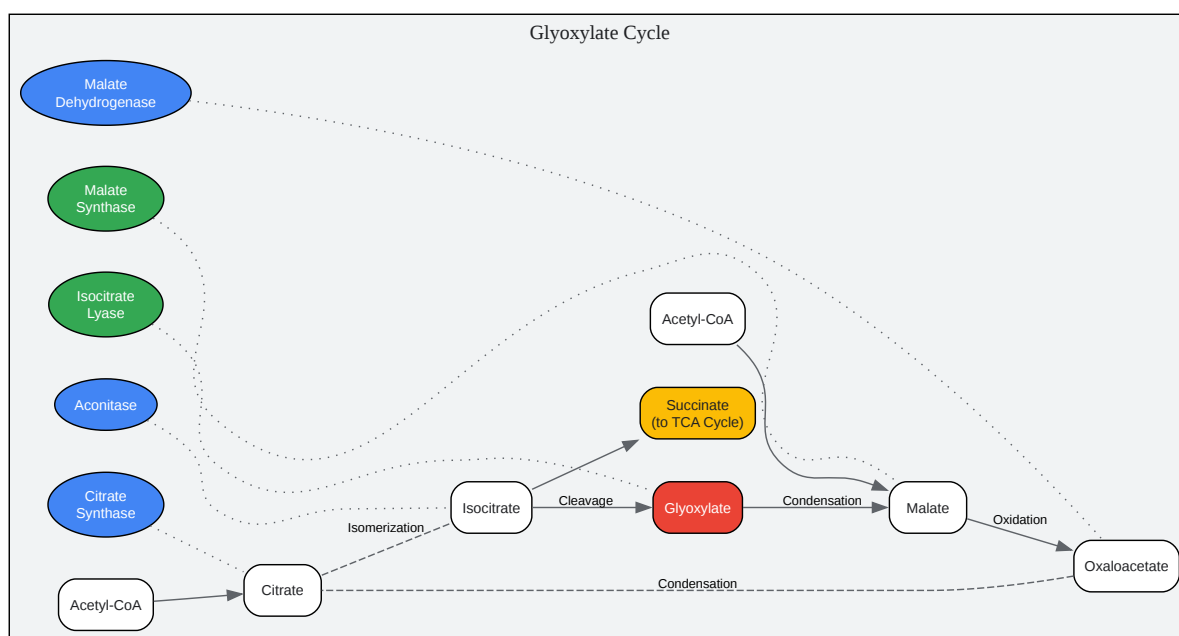 Glyoxylate Cycle
Malate
Dehydrogenase
Malate
Synthase
Isocitrate
Lyase
Acetyl-CoA
Aconitase
Succinate
(to TCA Cycle)
Citrate
Synthase
Isocitrate
Cleavage
Glyoxylate
Condensation
Malate
Isomerization
Oxidation
Oxaloacetate
Condensation
Citrate
Acetyl-CoA